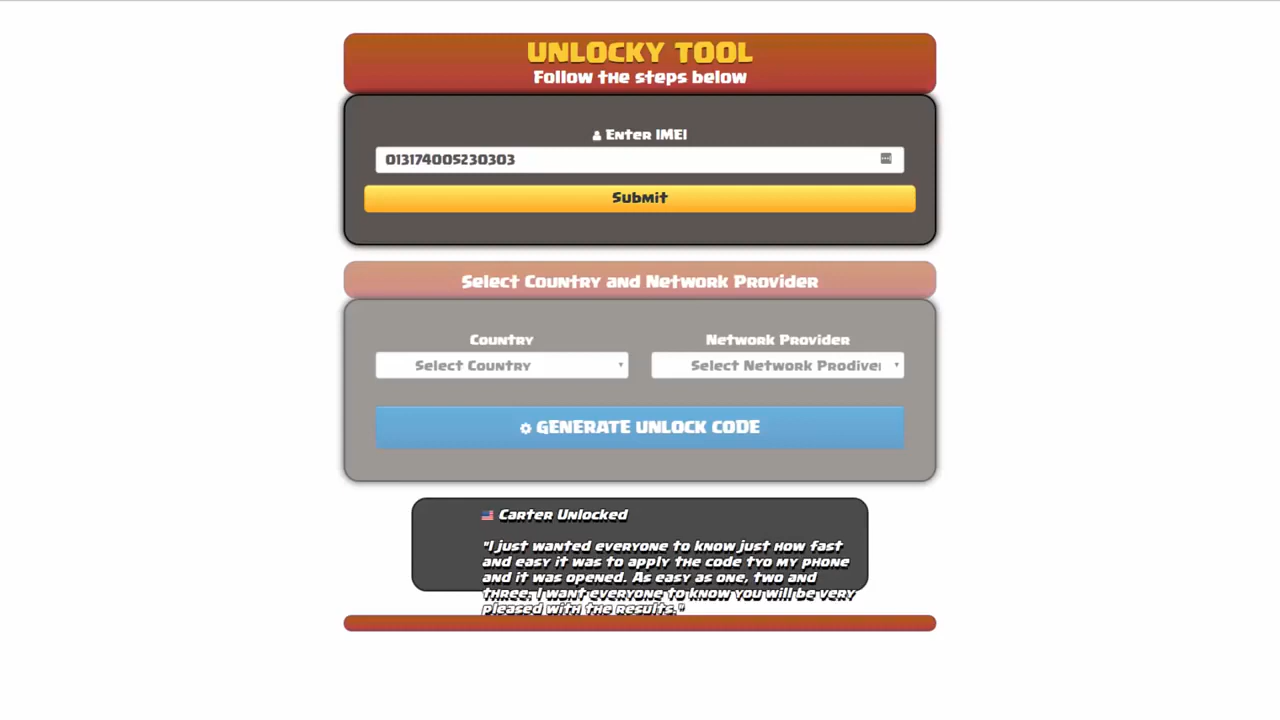 UNLOCKY TOOL
Follow the steps below
Enter IMEI
013174005230303
Submit
Select Country and Network Provider
Country
Network Provider
Select Country
Select Network Prodiver
GENERATE UNLOCK CODE
Carter Unlocked
"I just wanted everyone to know just how fast
and easy it was to apply the code tyo my phone
and it was opened. As easy as one, two and
three. I want everyone to know you will be very
pleased with the results."